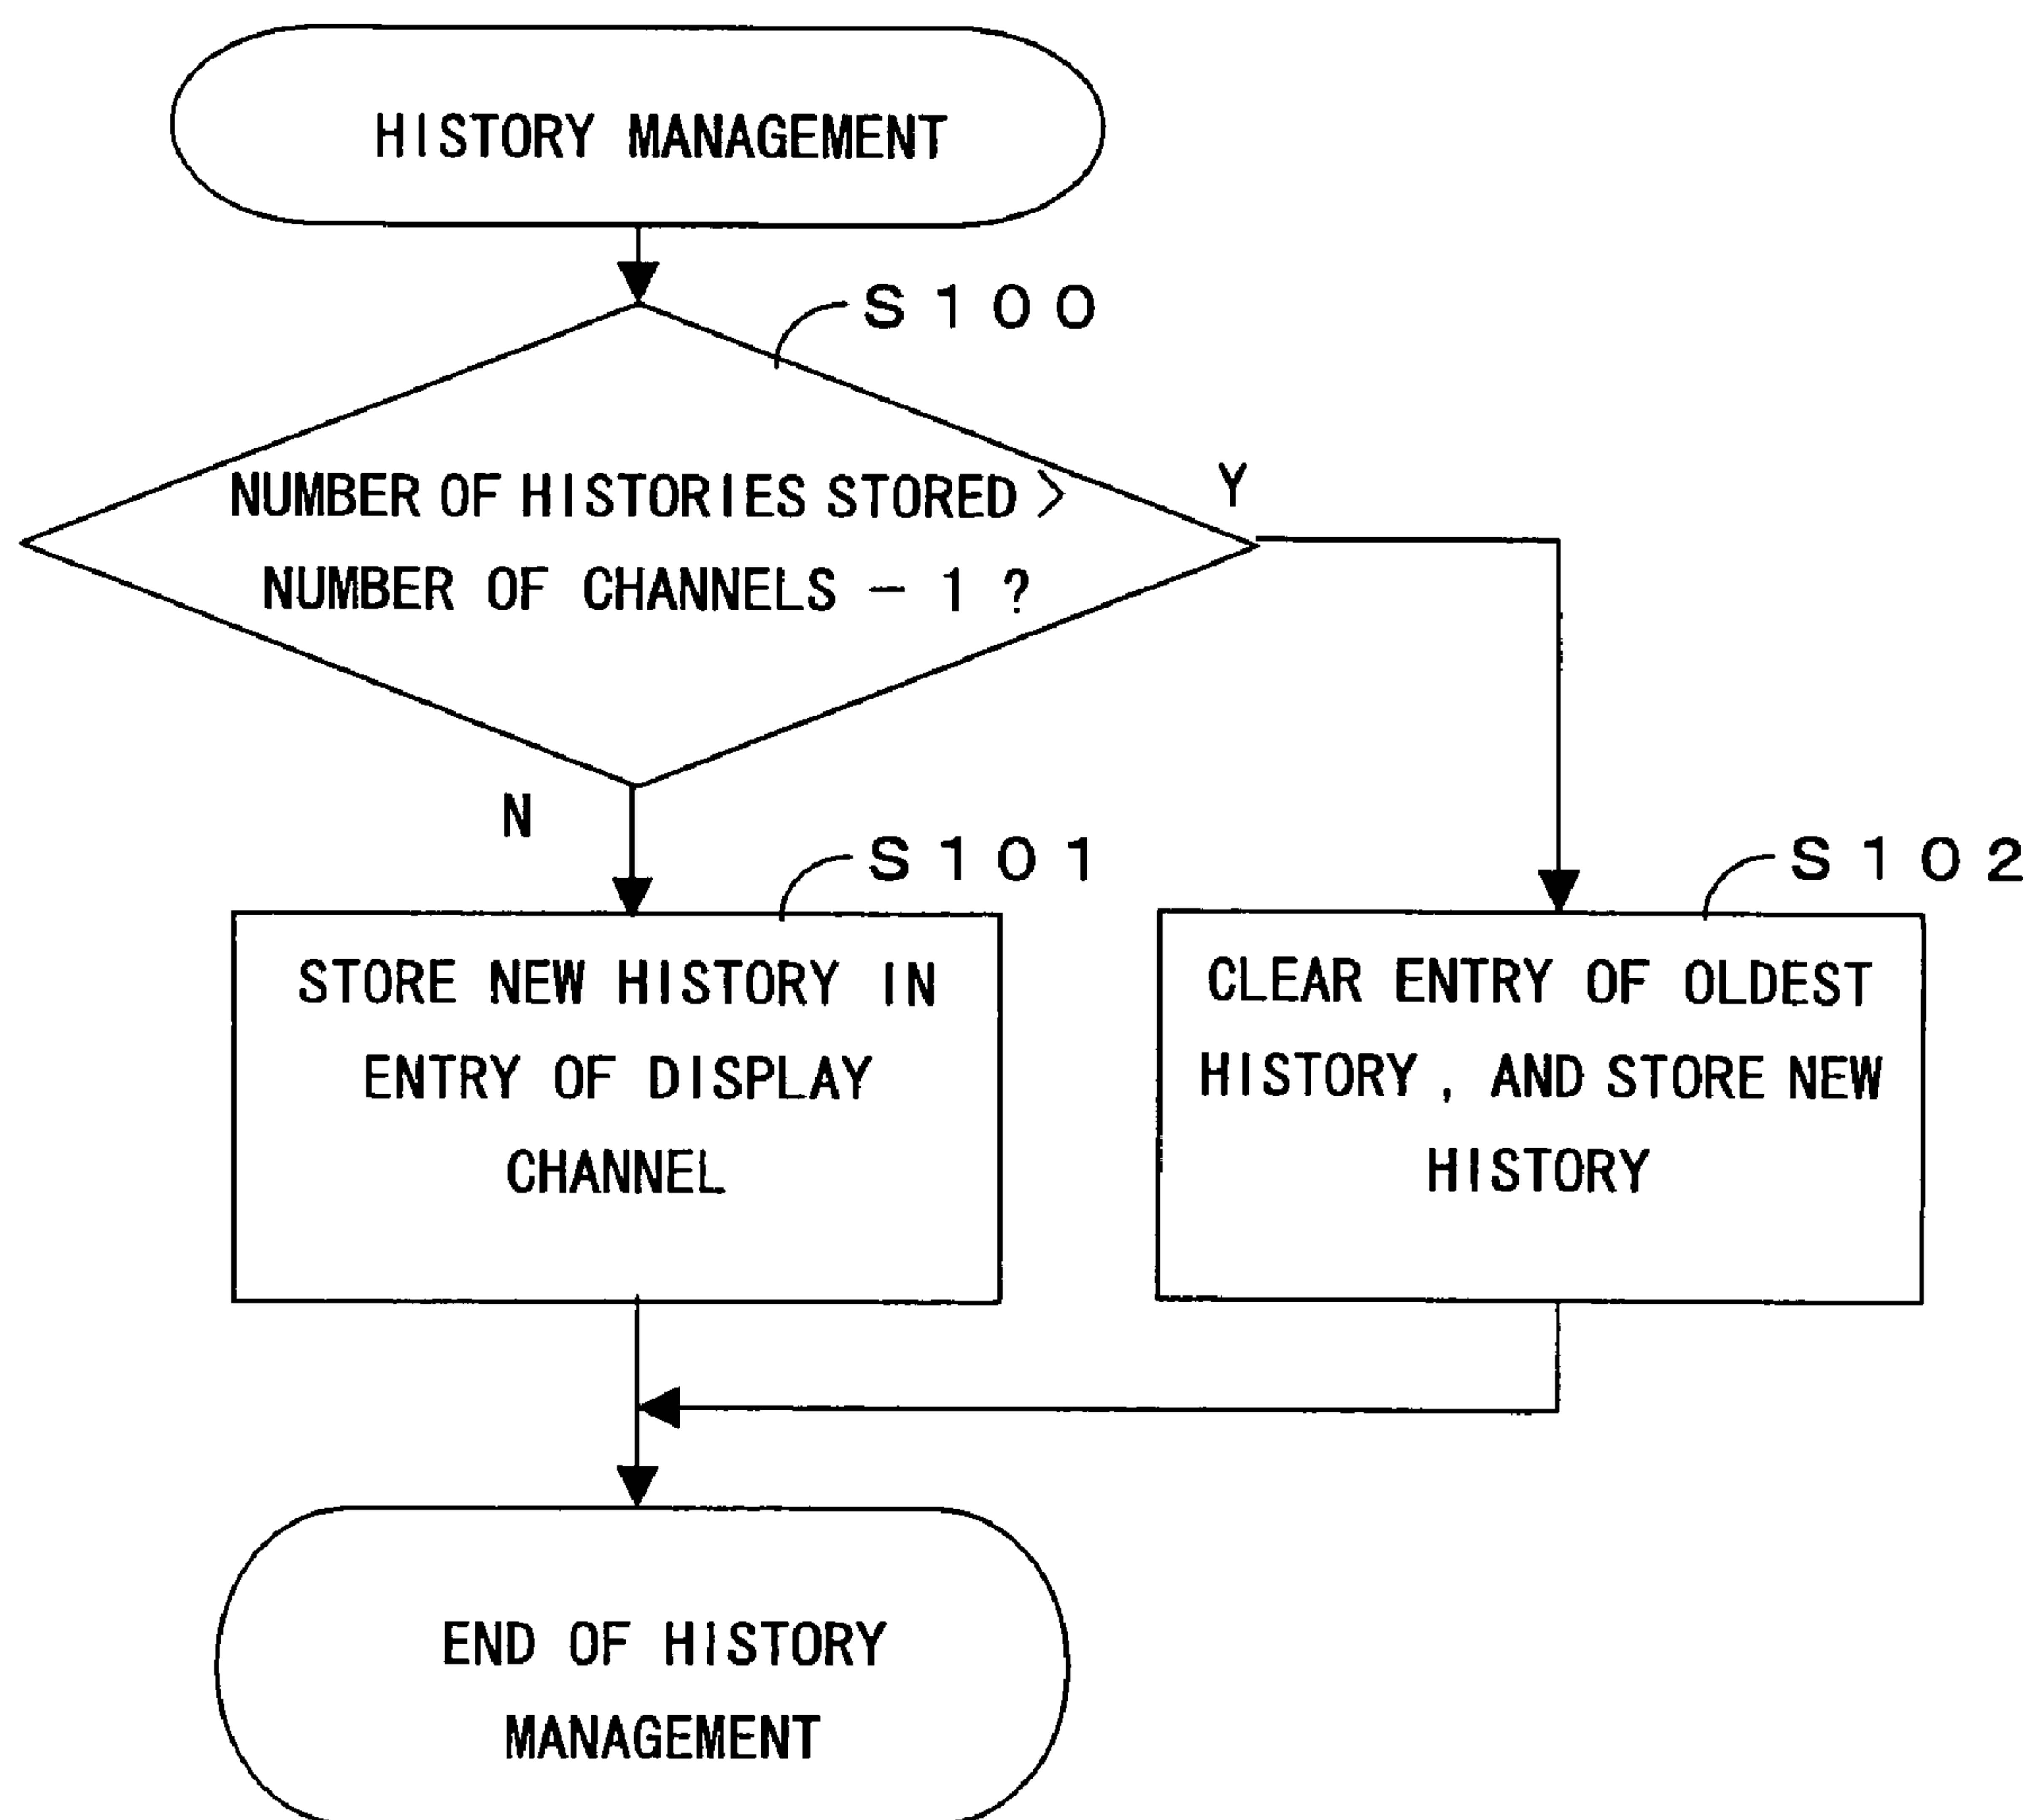 HISTORY MANAGEMENT
S100
NUMBER OF HISTORIES STORED >
NUMBER OF CHANNELS - 1 ?
Y
N
S101
STORE NEW HISTORY IN
ENTRY OF DISPLAY
CHANNEL
S102
CLEAR ENTRY OF OLDEST
HISTORY, AND STORE NEW
HISTORY
END OF HISTORY
MANAGEMENT